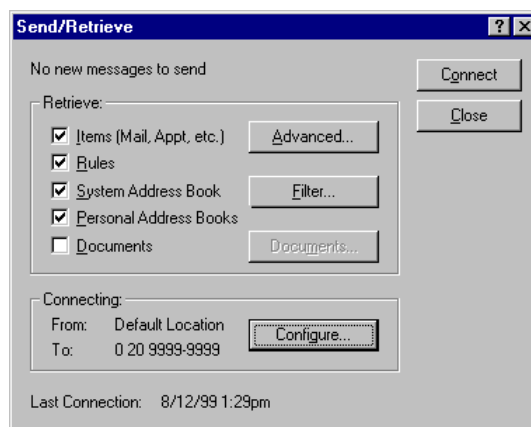 Send/Retrieve
No new messages to send
Connect
Close
Retrieve:
Items (Mail, Appt, etc.)
Advanced...
Rules
System Address Book
Filter...
Personal Address Books
Documents
Documents...
Connecting:
From: Default Location
To: 0 20 9999-9999
Configure...
Last Connection: 8/12/99 1:29pm